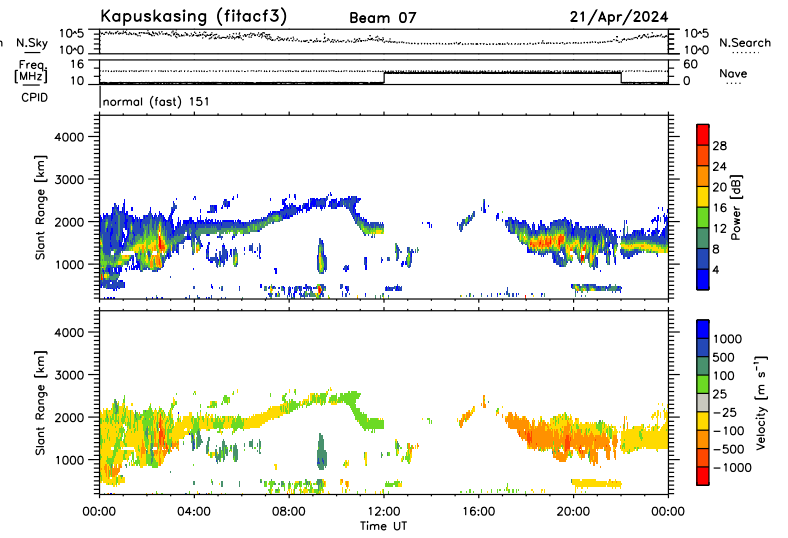 Kapuskasing (fitacf3) Beam 07 21/Apr/2024
N.Sky 10^5 10^0 10^5 10^0 N.Search
Freq. [MHz] 16 10 60 0 Nave
CPID normal (fast) 151
Slant Range [km] 4000 3000 2000 1000
Power [dB] 28 24 20 16 12 8 4
Slant Range [km] 4000 3000 2000 1000
Velocity [m s⁻¹] 1000 500 100 25 −25 −100 −500 −1000
00:00 04:00 08:00 12:00 16:00 20:00 00:00
Time UT